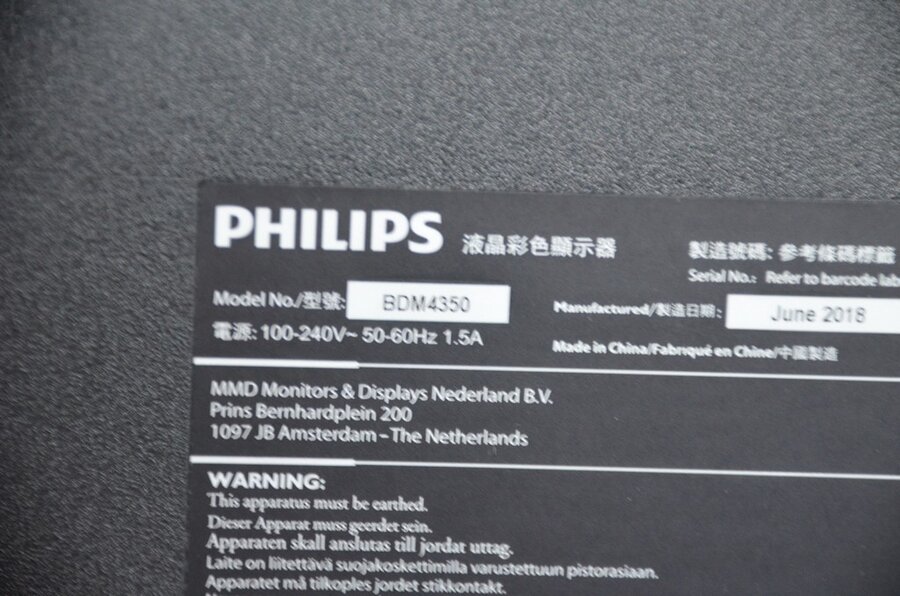 PHILIPS 液晶彩色顯示器
製造號碼: 參考條碼標籤
Serial No.: Refer to barcode lab
Model No./型號: BDM4350
Manufactured/製造日期: June 2018
電源: 100-240V~ 50-60Hz 1.5A
Made in China/Fabriqué en Chine/中國製造
MMD Monitors & Displays Nederland B.V.
Prins Bernhardplein 200
1097 JB Amsterdam – The Netherlands
WARNING:
This apparatus must be earthed.
Dieser Apparat muss geerdet sein.
Apparaten skall anslutas till jordat uttag.
Laite on liitettävä suojakoskettimilla varustettuun pistorasiaan.
Apparatet må tilkoples jordet stikkontakt.